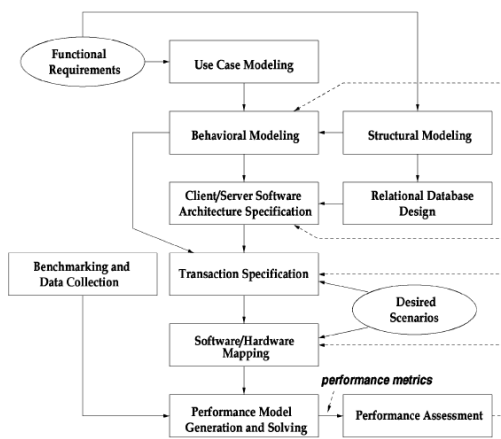 Functional
Requirements
Use Case Modeling
Behavioral Modeling
Structural Modeling
Client/Server Software
Architecture Specification
Relational Database
Design
Benchmarking and
Data Collection
Transaction Specification
Desired
Scenarios
Software/Hardware
Mapping
performance metrics
Performance Model
Generation and Solving
Performance Assessment